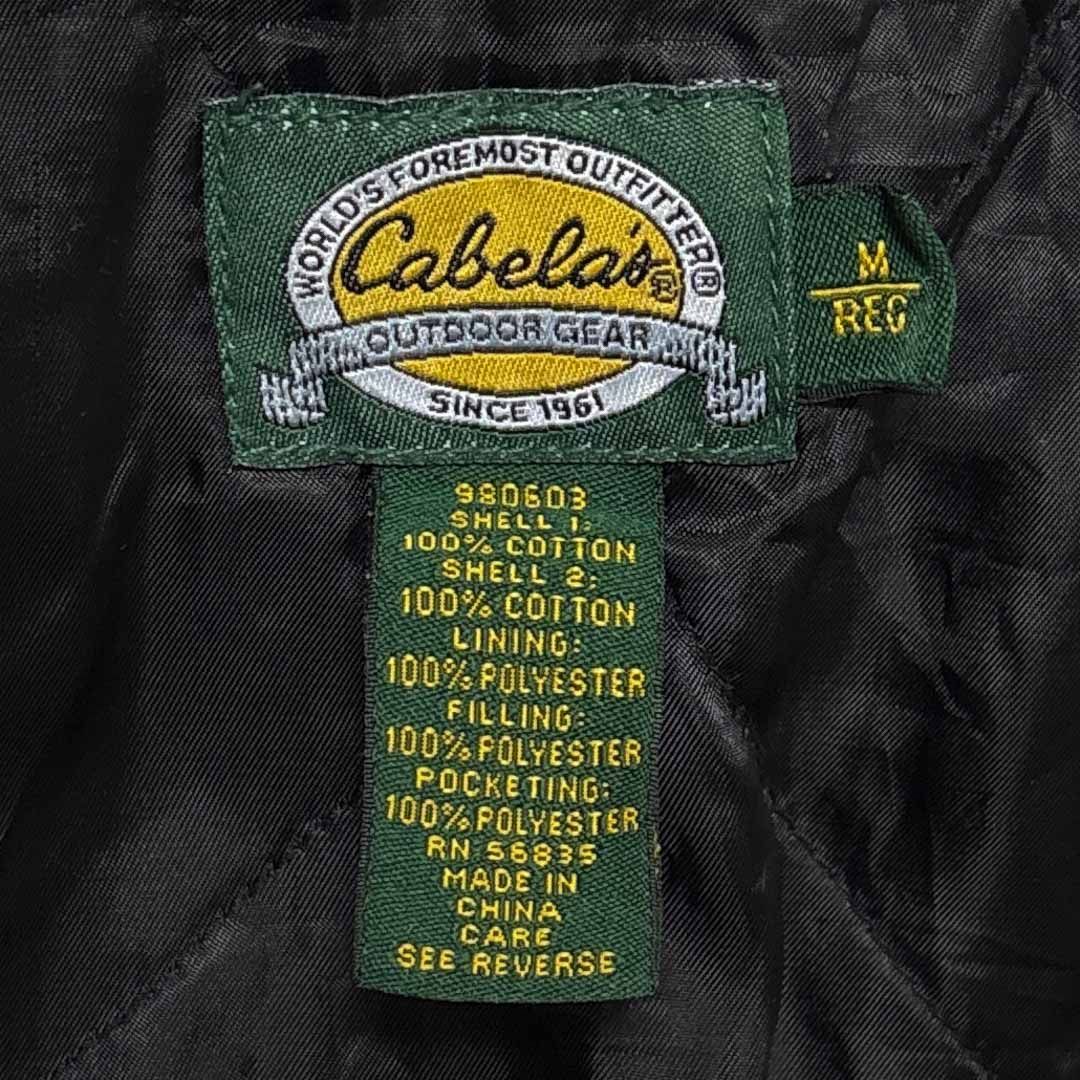 WORLD'S FOREMOST OUTFITTER®
Cabela's®
OUTDOOR GEAR
SINCE 1961
M
REG
980603
SHELL 1:
100% COTTON
SHELL 2:
100% COTTON
LINING:
100% POLYESTER
FILLING:
100% POLYESTER
POCKETING:
100% POLYESTER
RN 56835
MADE IN
CHINA
CARE
SEE REVERSE